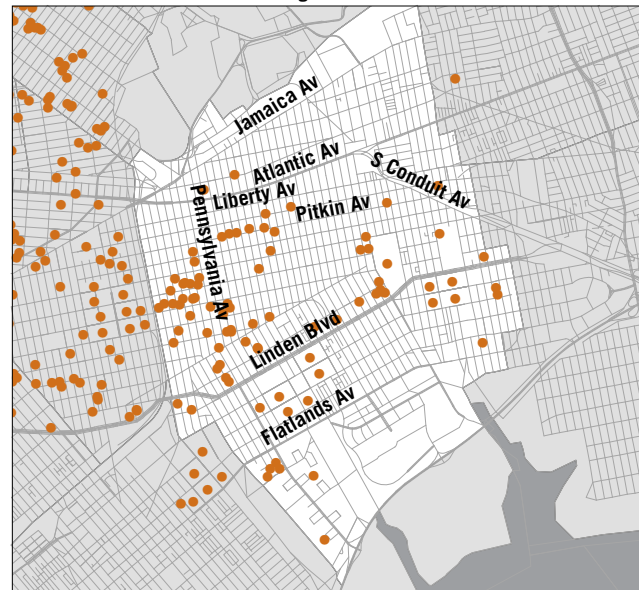 Jamaica Av
Atlantic Av
S Conduit Av
Liberty Av
Pennsylvania Av
Pitkin Av
Linden Blvd
Flatlands Av